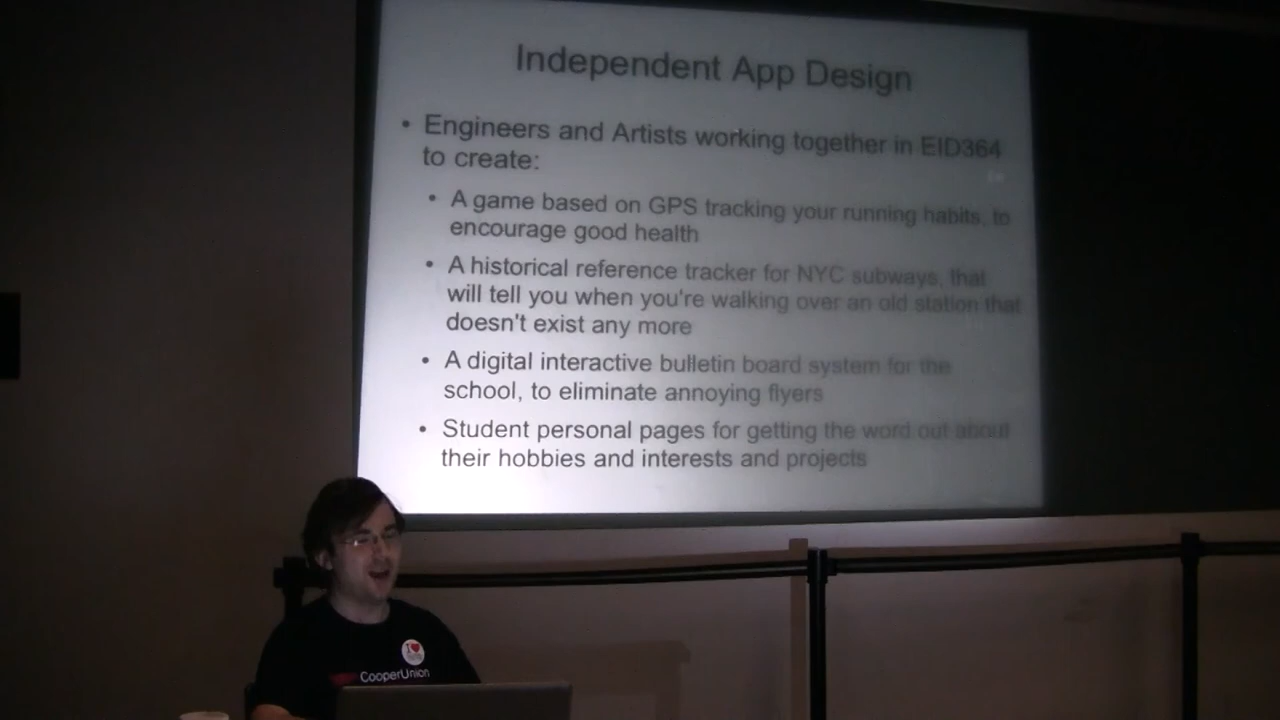 Independent App Design
• Engineers and Artists working together in EID364
to create:
• A game based on GPS tracking your running habits, to
encourage good health
• A historical reference tracker for NYC subways, that
will tell you when you're walking over an old station that
doesn't exist any more
• A digital interactive bulletin board system for the
school, to eliminate annoying flyers
• Student personal pages for getting the word out about
their hobbies and interests and projects
I
CooperUnion